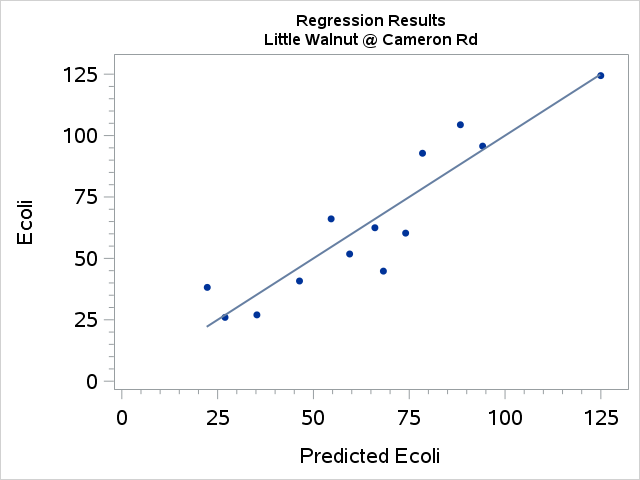 Regression Results
Little Walnut @ Cameron Rd
125
100
75
50
25
0
Ecoli
0 25 50 75 100 125
Predicted Ecoli